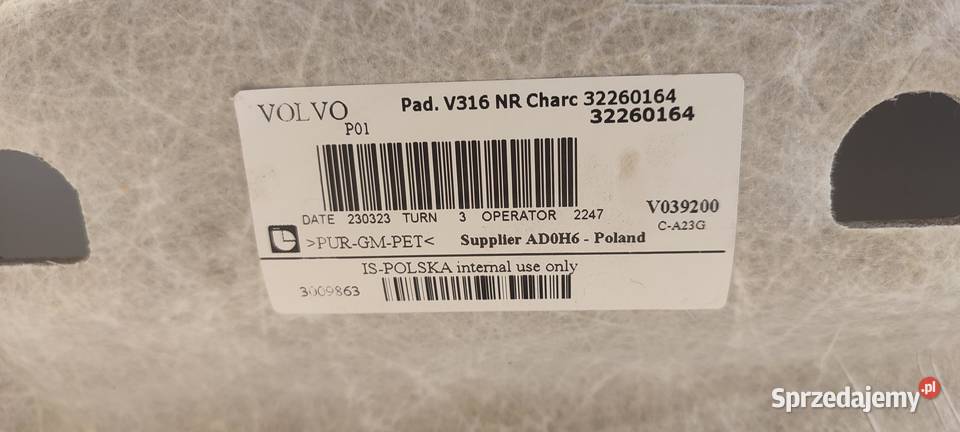 VOLVO
Pad. V316 NR Charc 32260164
P01
32260164
DATE 230323 TURN 3 OPERATOR 2247
V039200
C-A23G
>PUR-GM-PET< Supplier AD0H6 - Poland
IS-POLSKA internal use only
3009863
Sprzedajemy.pl